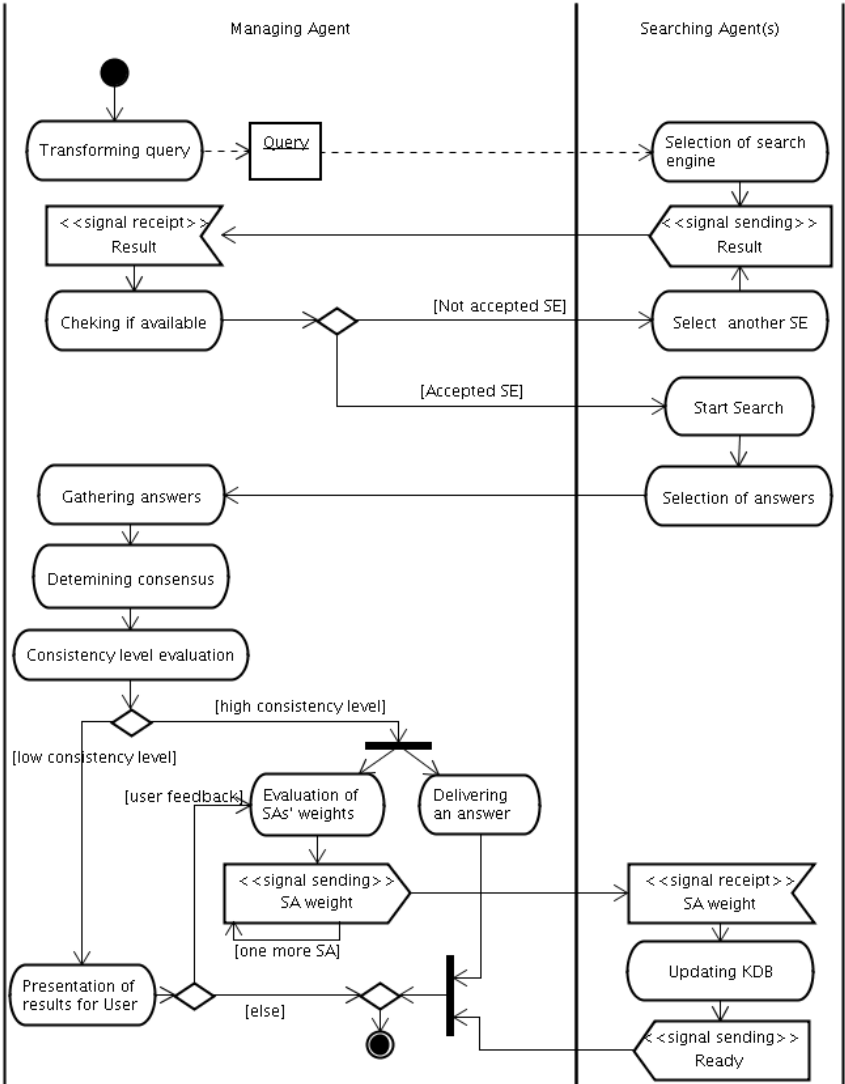 Managing Agent
Searching Agent(s)
Transforming query
Query
Selection of search
engine
<<signal receipt>>
Result
<<signal sending>>
Result
Cheking if available
[Not accepted SE]
Select another SE
[Accepted SE]
Start Search
Gathering answers
Selection of answers
Detemining consensus
Consistency level evaluation
[high consistency level]
[low consistency level]
[user feedback]
Evaluation of
SAs' weights
Delivering
an answer
<<signal sending>>
SA weight
<<signal receipt>>
SA weight
[one more SA]
Updating KDB
Presentation of
results for User
[else]
<<signal sending>>
Ready